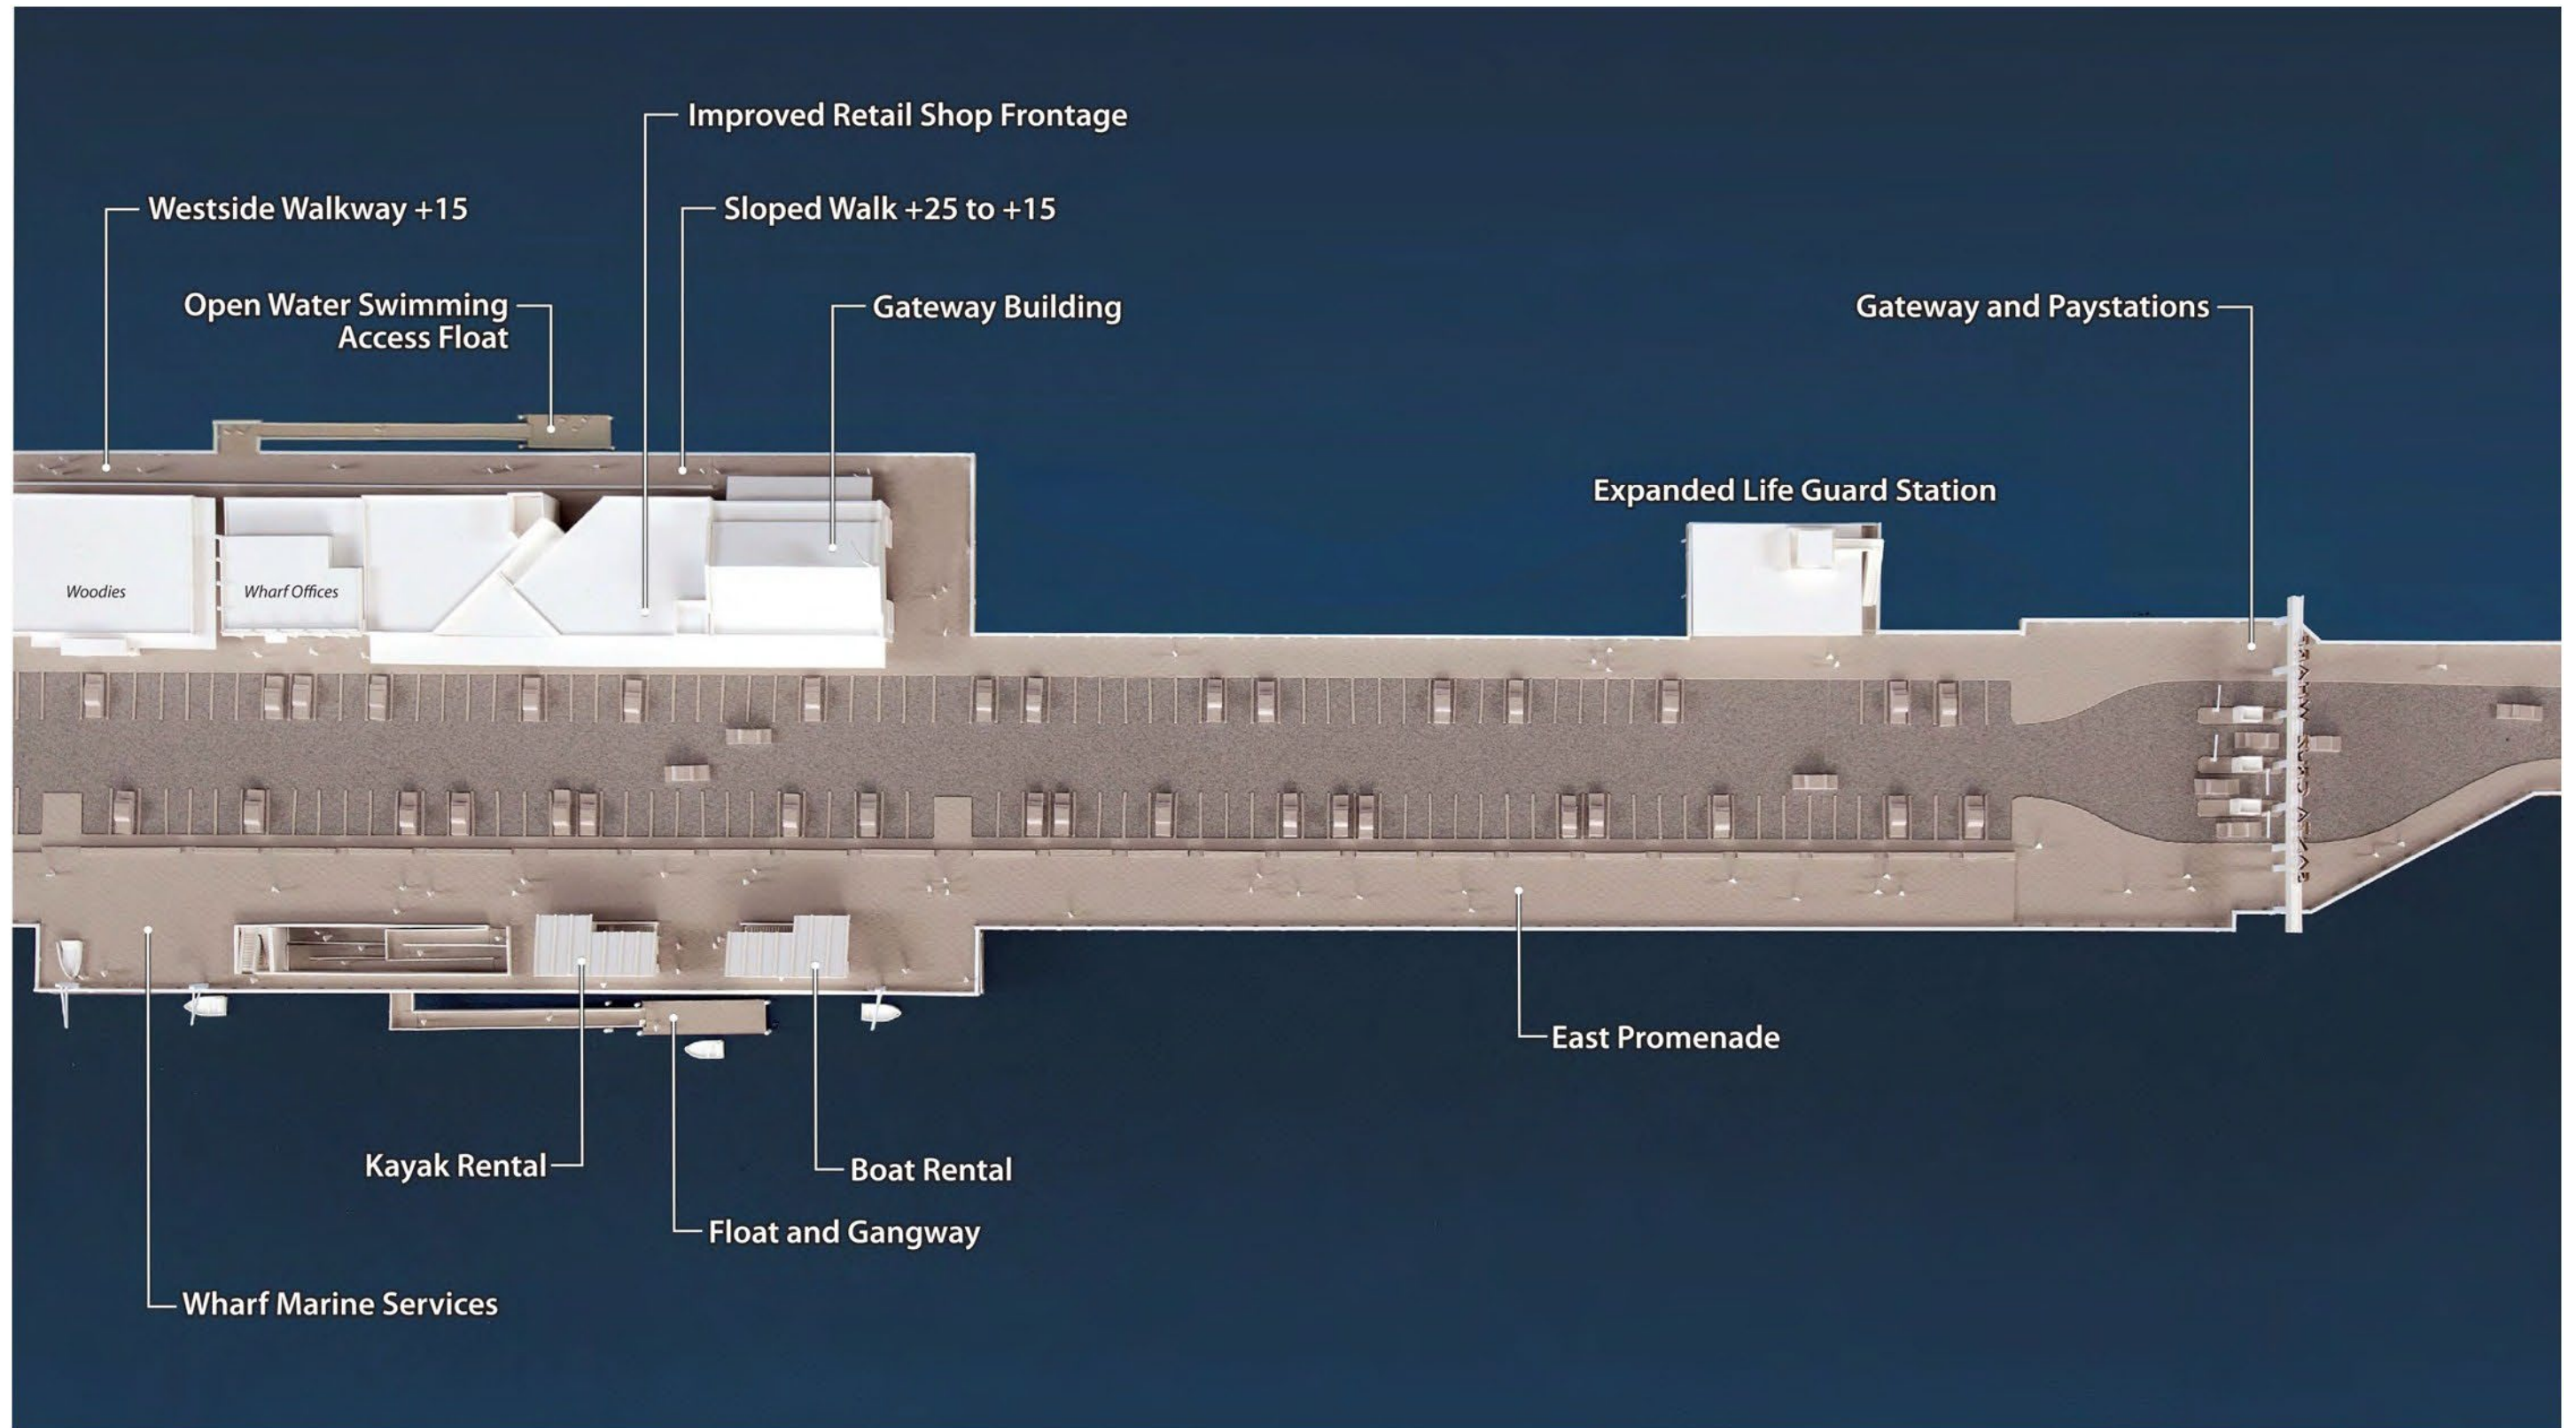 Improved Retail Shop Frontage
Westside Walkway +15
Sloped Walk +25 to +15
Open Water Swimming
Access Float
Gateway Building
Gateway and Paystations
Expanded Life Guard Station
Woodies
Wharf Offices
East Promenade
Kayak Rental
Boat Rental
Float and Gangway
Wharf Marine Services